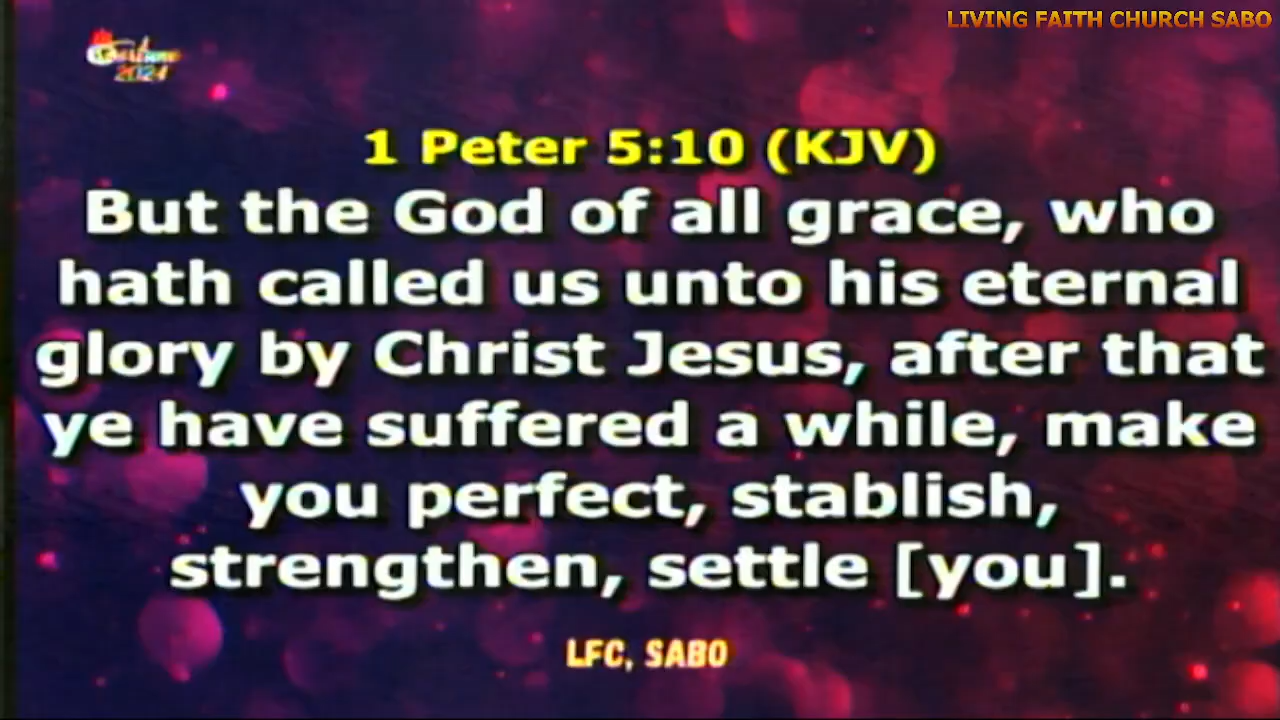 LIVING FAITH CHURCH SABO
2024
1 Peter 5:10 (KJV)
But the God of all grace, who
hath called us unto his eternal
glory by Christ Jesus, after that
ye have suffered a while, make
you perfect, stablish,
strengthen, settle [you].
LFC, SABO